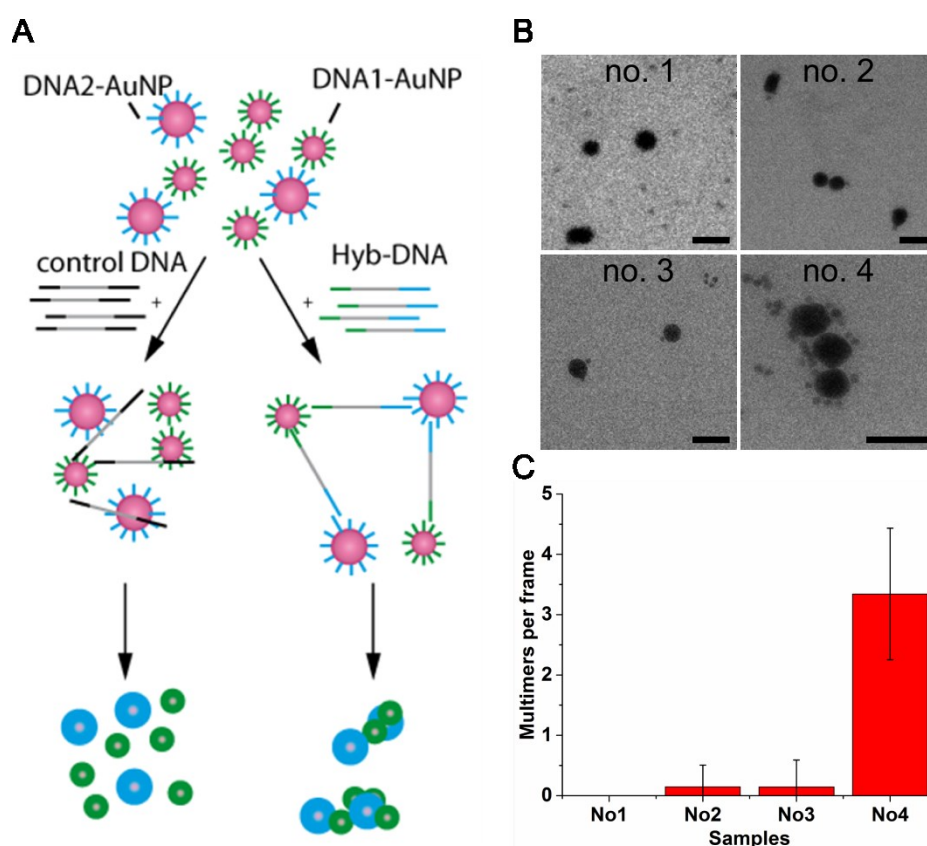 A
DNA2-AuNP
DNA1-AuNP
control DNA
+
+
Hyb-DNA
B
no. 1
no. 2
no. 3
no. 4
C
5
4
3
2
1
0
Multimers per frame
No1 No2 No3 No4
Samples